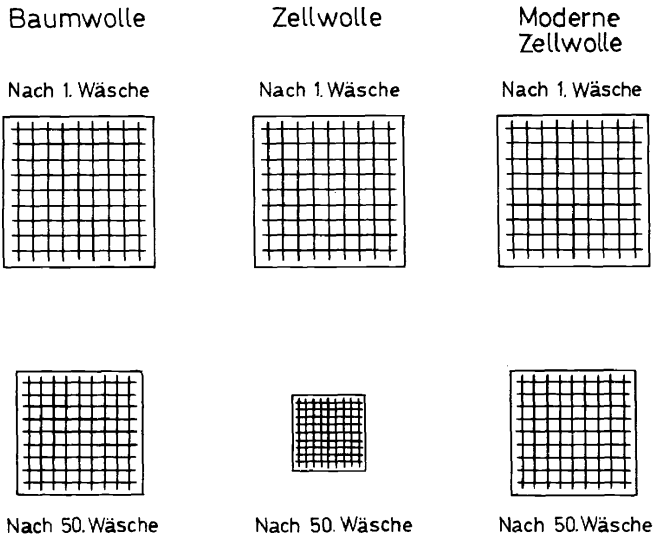 Baumwolle
Zellwolle
Moderne
Zellwolle
Nach 1. Wäsche
Nach 1. Wäsche
Nach 1. Wäsche
Nach 50. Wäsche
Nach 50. Wäsche
Nach 50. Wäsche